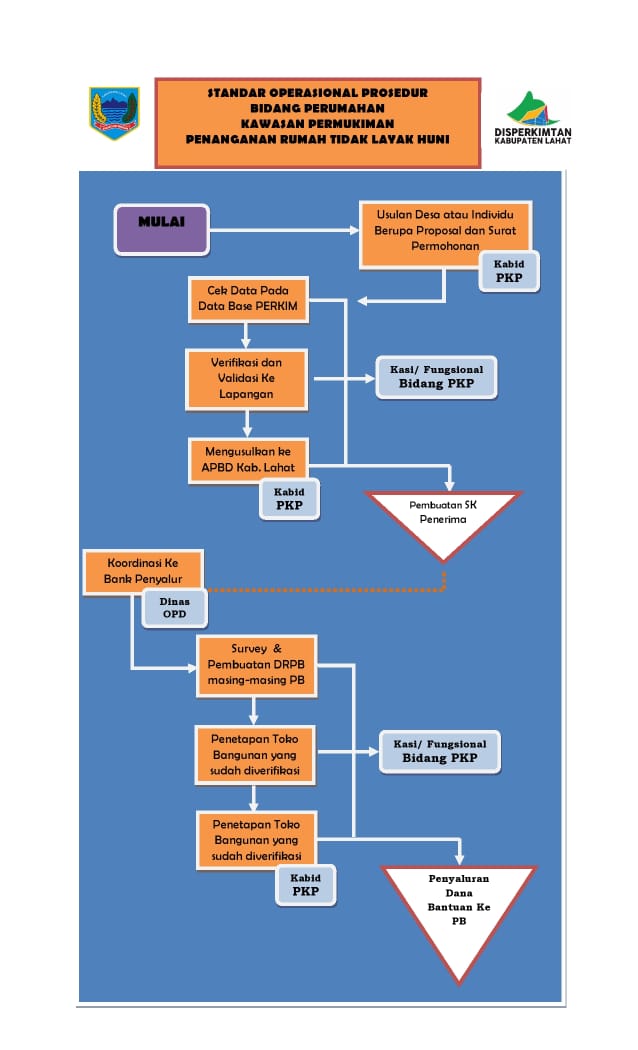 STANDAR OPERASIONAL PROSEDUR
BIDANG PERUMAHAN
KAWASAN PERMUKIMAN
PENANGANAN RUMAH TIDAK LAYAK HUNI
DISPERKIMTAN
KABUPATEN LAHAT
MULAI
Usulan Desa atau Individu
Berupa Proposal dan Surat
Permohonan
Kabid
PKP
Cek Data Pada
Data Base PERKIM
Verifikasi dan
Validasi Ke
Lapangan
Kasi/ Fungsional
Bidang PKP
Mengusulkan ke
APBD Kab. Lahat
Kabid
PKP
Pembuatan SK
Penerima
Koordinasi Ke
Bank Penyalur
Dinas
OPD
Survey &
Pembuatan DRPB
masing-masing PB
Penetapan Toko
Bangunan yang
sudah diverifikasi
Kasi/ Fungsional
Bidang PKP
Penetapan Toko
Bangunan yang
sudah diverifikasi
Kabid
PKP
Penyaluran
Dana
Bantuan Ke
PB